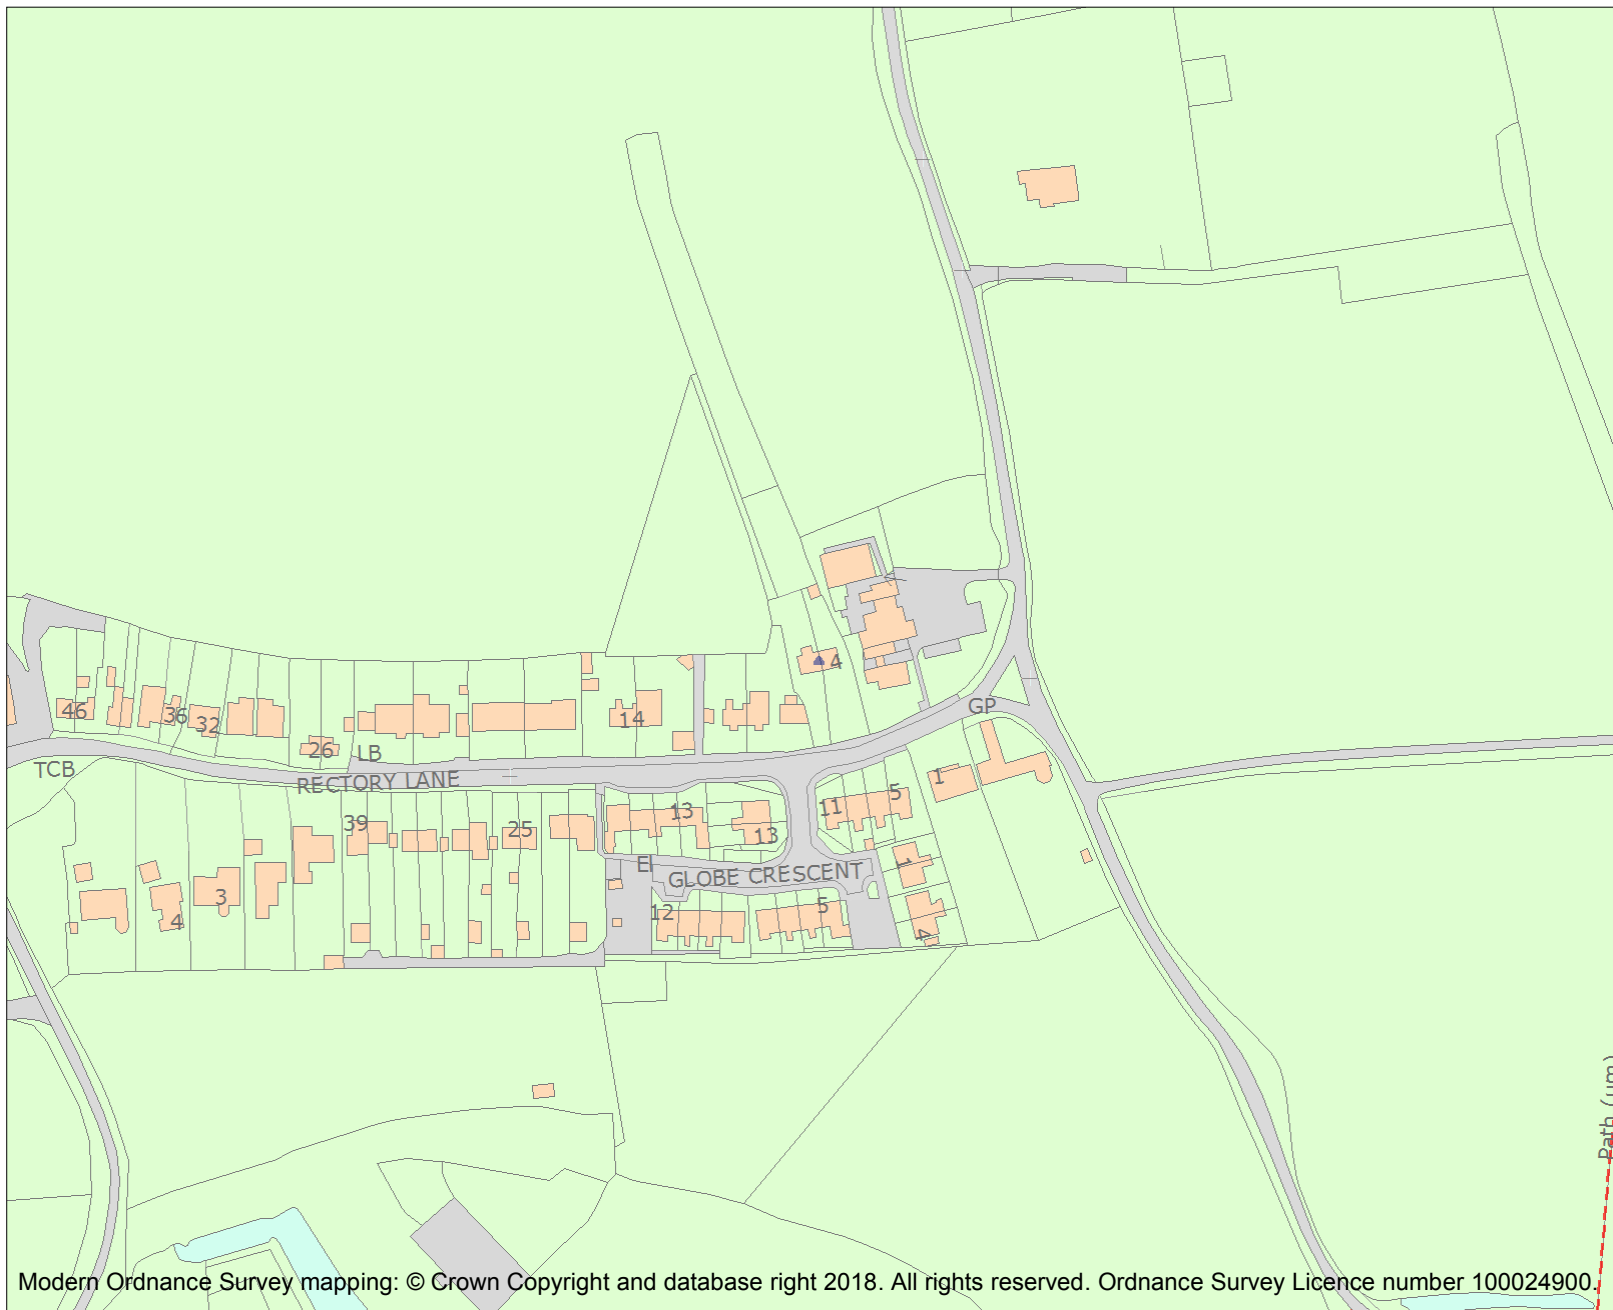 4
46
36
32
14
GP
26
LB
TCB
RECTORY LANE
1
5
11
13
39
25
13
El
1
GLOBE CRESCENT
3
4
12
5
4
Path (um)
Modern Ordnance Survey mapping: © Crown Copyright and database right 2018. All rights reserved. Ordnance Survey Licence number 100024900.